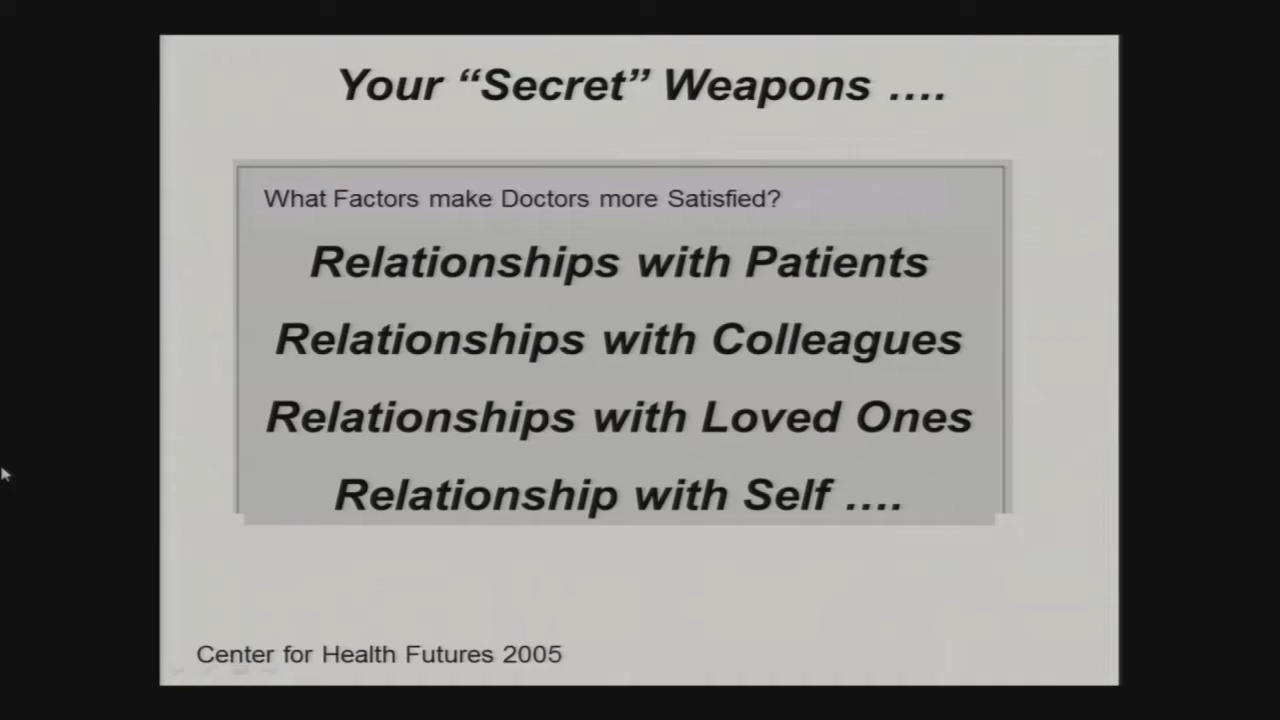 Your “Secret” Weapons ....
What Factors make Doctors more Satisfied?
Relationships with Patients
Relationships with Colleagues
Relationships with Loved Ones
Relationship with Self ....
Center for Health Futures 2005